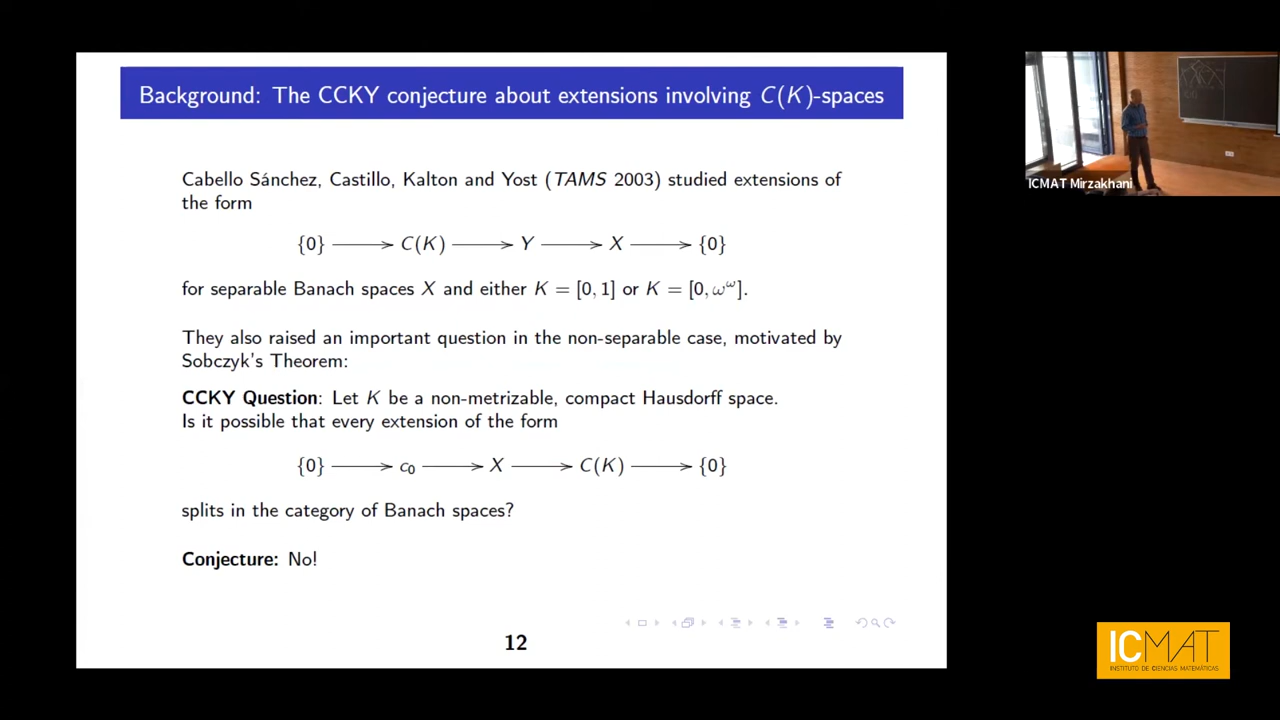 Background: The CCKY conjecture about extensions involving C(K)-spaces
Cabello Sánchez, Castillo, Kalton and Yost (TAMS 2003) studied extensions of
the form
{0} ⟶ C(K) ⟶ Y ⟶ X ⟶ {0}
for separable Banach spaces X and either K = [0, 1] or K = [0, ω^ω].
They also raised an important question in the non-separable case, motivated by
Sobczyk's Theorem:
CCKY Question: Let K be a non-metrizable, compact Hausdorff space.
Is it possible that every extension of the form
{0} ⟶ c₀ ⟶ X ⟶ C(K) ⟶ {0}
splits in the category of Banach spaces?
Conjecture: No!
12
ICMAT Mirzakhani
ICMAT
INSTITUTO DE CIENCIAS MATEMÁTICAS